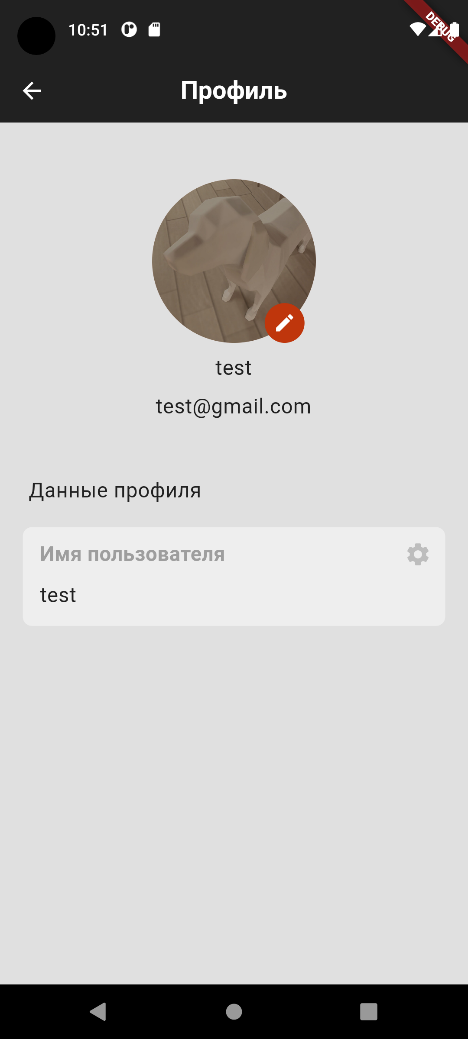 10:51
DEBUG
Профиль
test
test@gmail.com
Данные профиля
Имя пользователя
test